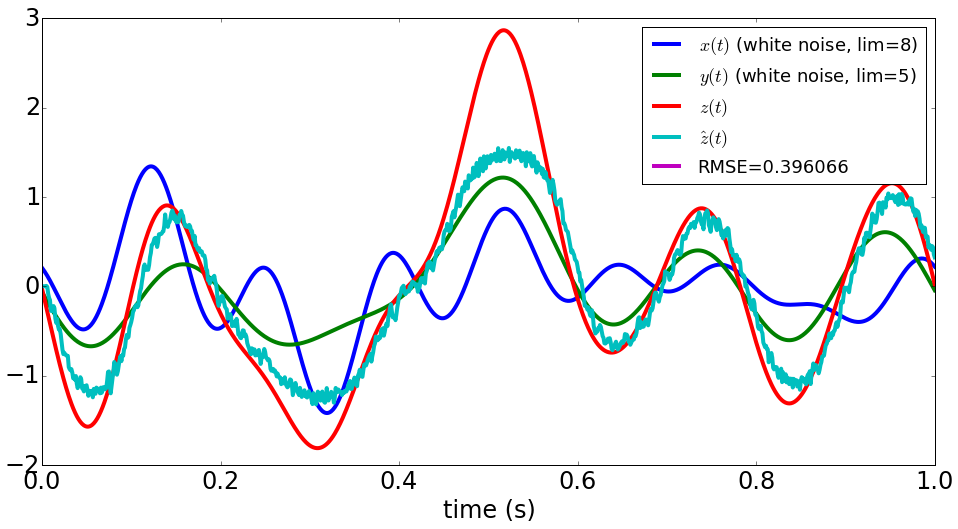 3
2
1
0
−1
−2
0.0 0.2 0.4 0.6 0.8 1.0
time (s)
x(t) (white noise, lim=8)
y(t) (white noise, lim=5)
z(t)
ẑ(t)
RMSE=0.396066